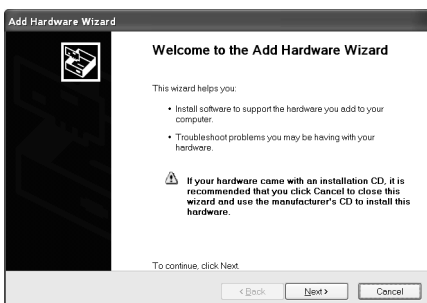 Add Hardware Wizard
Welcome to the Add Hardware Wizard
This wizard helps you:
• Install software to support the hardware you add to your
computer.
• Troubleshoot problems you may be having with your
hardware.
If your hardware came with an installation CD, it is
recommended that you click Cancel to close this
wizard and use the manufacturer's CD to install this
hardware.
To continue, click Next.
< Back Next > Cancel